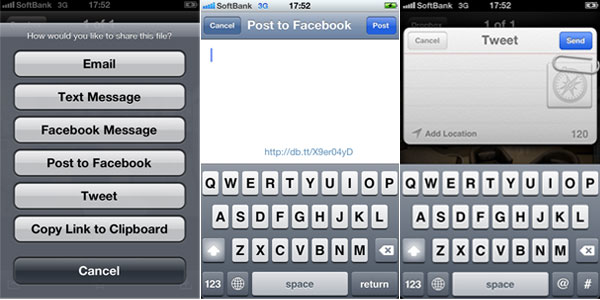 SoftBank 3G 17:52
1 of 1
How would you like to share this file?
Email
Text Message
Facebook Message
Post to Facebook
Tweet
Copy Link to Clipboard
Cancel
SoftBank 3G 17:52
Cancel Post to Facebook Post
http://db.tt/X9er04yD
Q W E R T Y U I O P
A S D F G H J K L
Z X C V B N M
123 space return
SoftBank 3G 17:52
Dropbox 1 of 1
Cancel Tweet Send
Add Location 120
Q W E R T Y U I O P
A S D F G H J K L
Z X C V B N M
123 space @ #